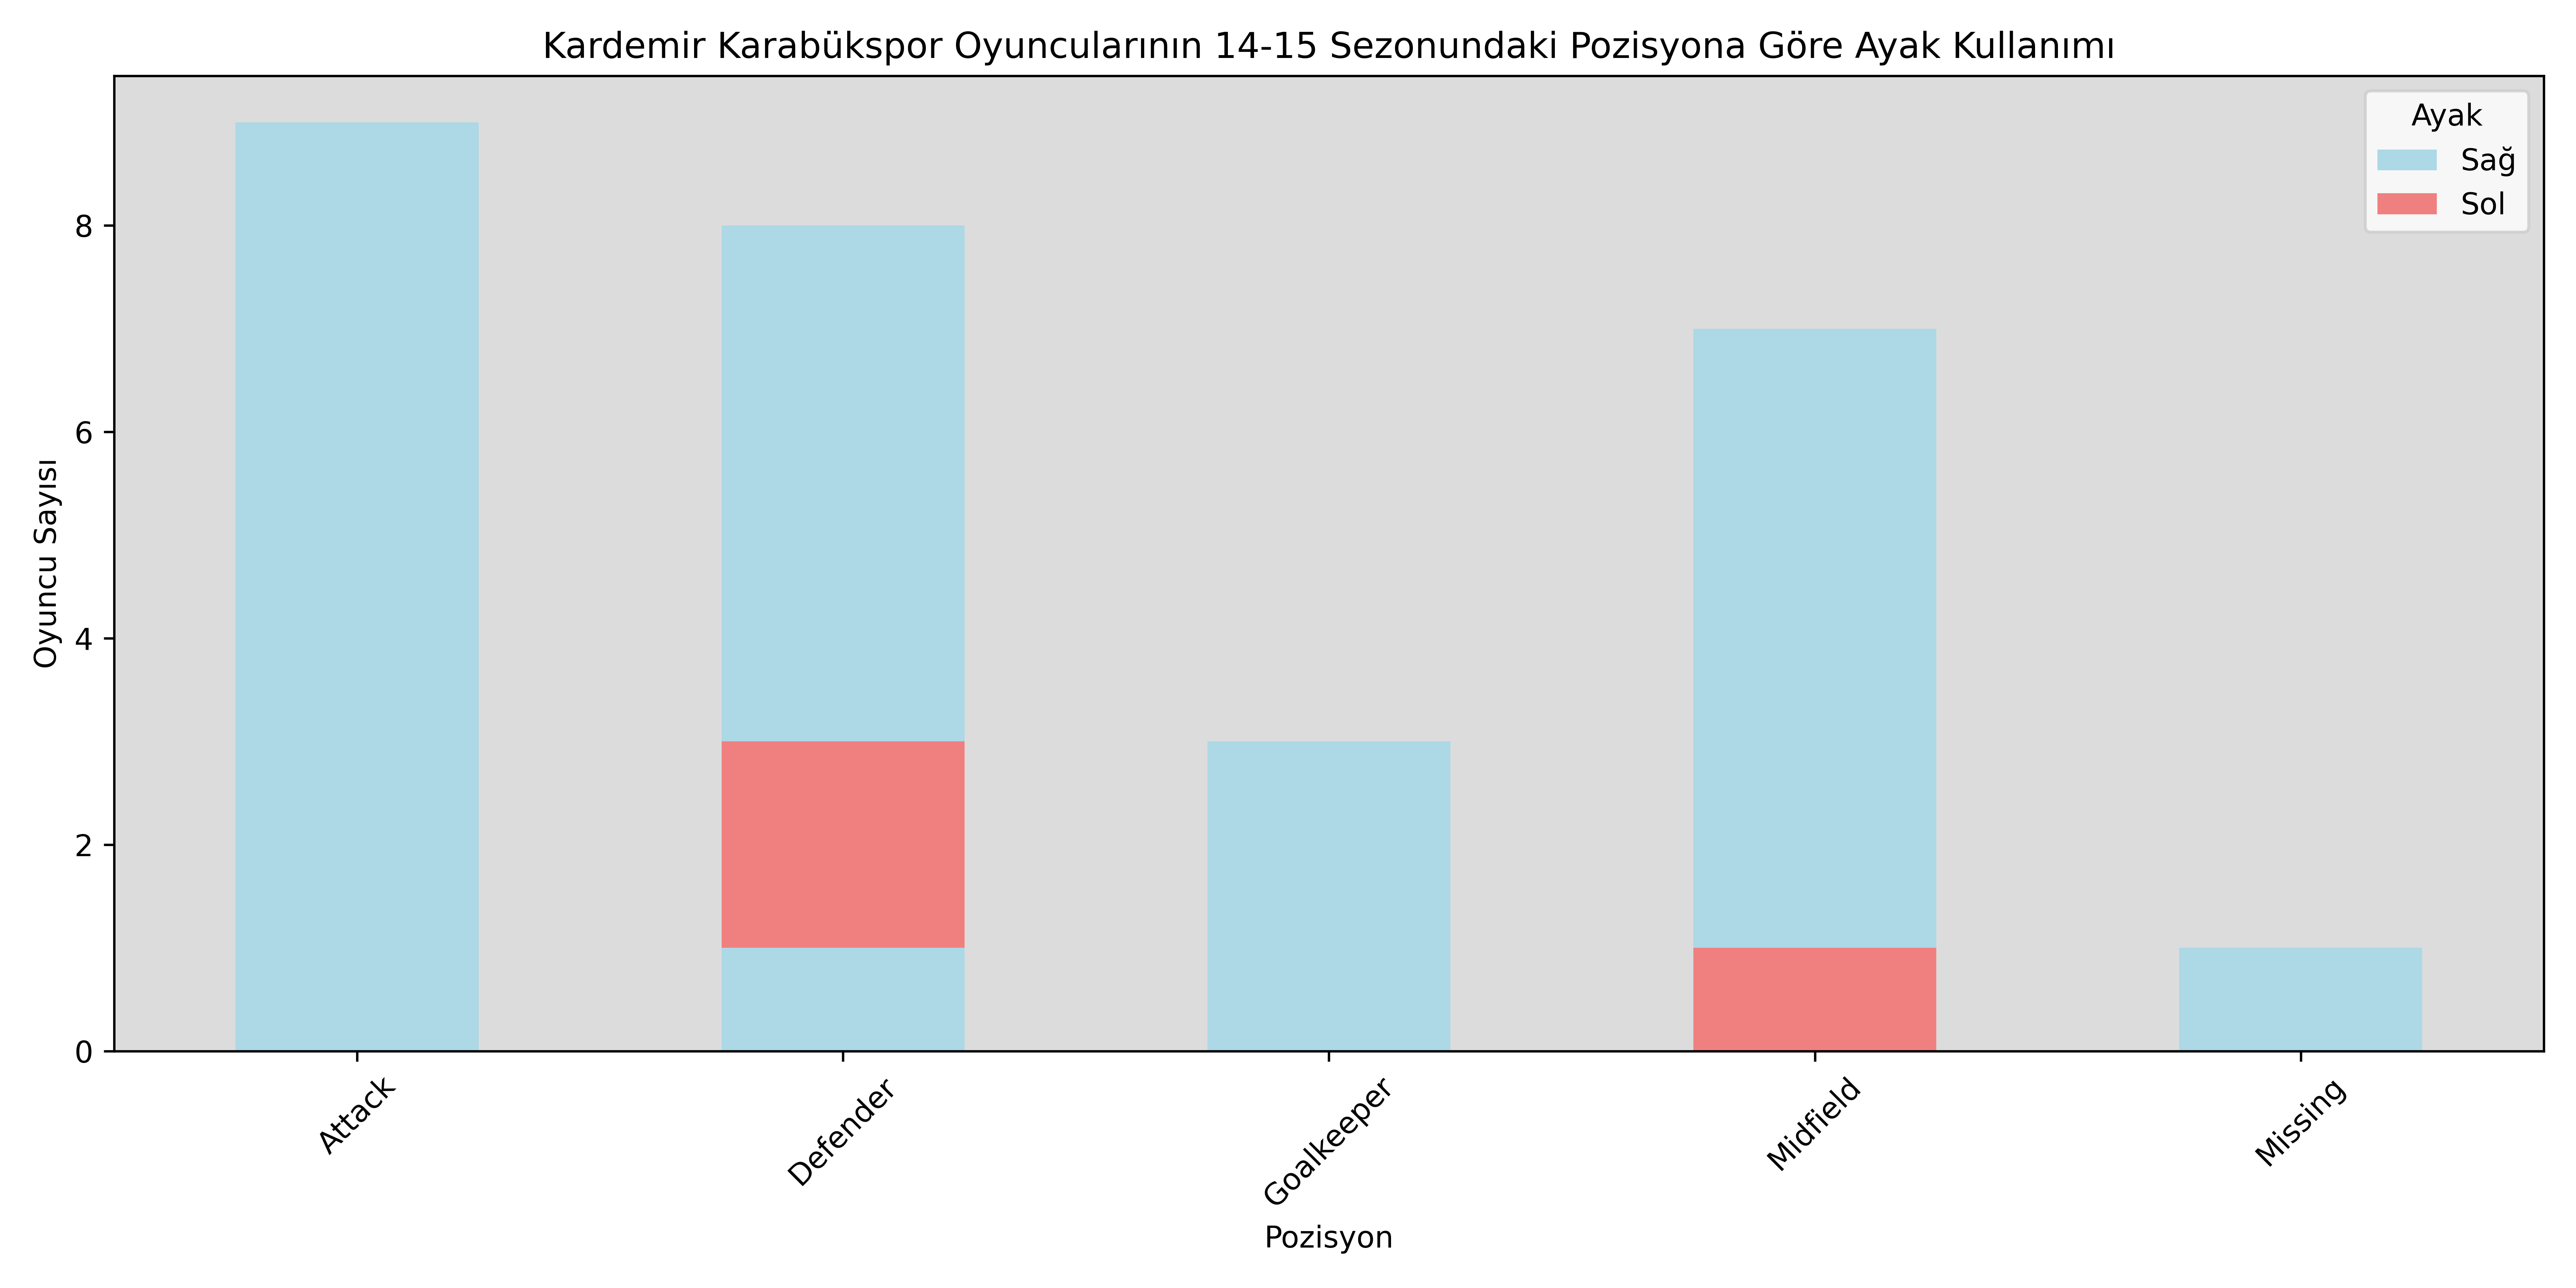 Kardemir Karabükspor Oyuncularının 14-15 Sezonundaki Pozisyona Göre Ayak Kullanımı
Ayak
Sağ
Sol
Oyuncu Sayısı
8
6
4
2
0
Attack
Defender
Goalkeeper
Midfield
Missing
Pozisyon